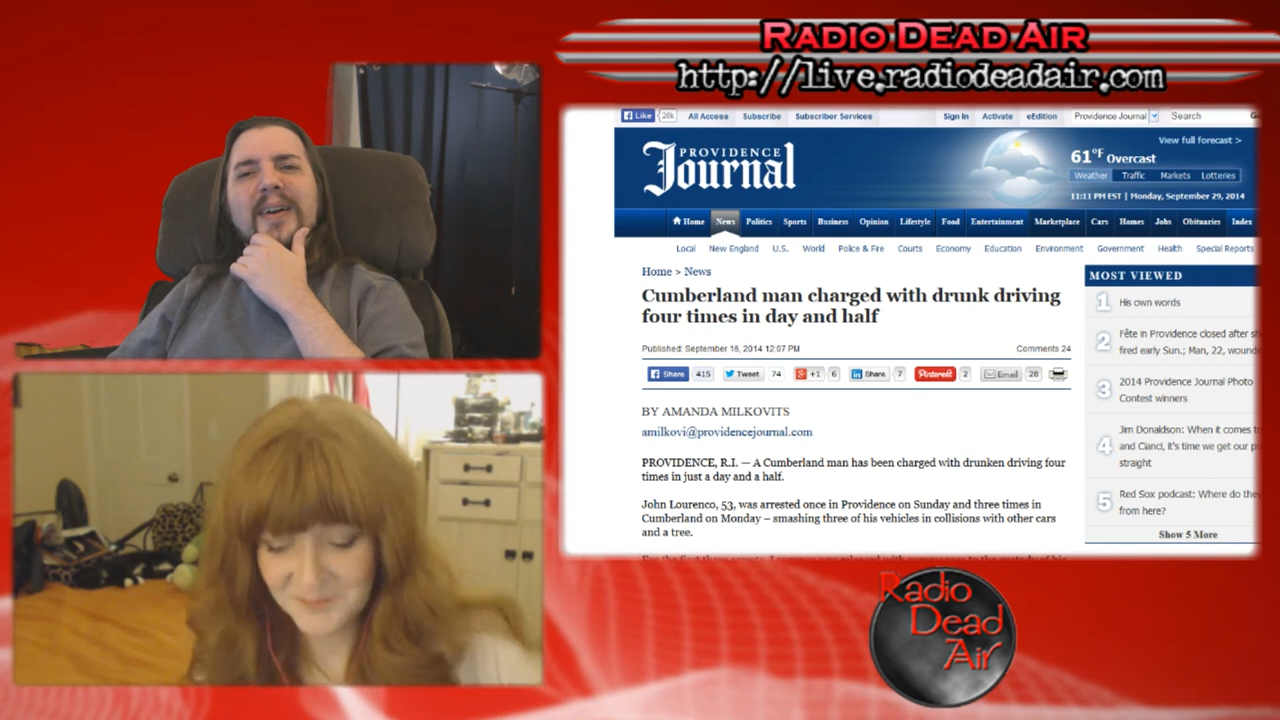 RADIO DEAD AIR
http://live.radiodeadair.com
Like 26k All Access Subscribe Subscriber Services Sign In Activate eEdition Providence Journal Search
PROVIDENCE
Journal
View full forecast >
61°F Overcast
Weather Traffic Markets Lotteries
11:11 PM EST | Monday, September 29, 2014
Home News Politics Sports Business Opinion Lifestyle Food Entertainment Marketplace Cars Homes Jobs Obituaries Index
Local New England U.S. World Police & Fire Courts Economy Education Environment Government Health Special Reports
Home > News
Cumberland man charged with drunk driving
four times in day and half
Published: September 16, 2014 12:07 PM Comments 24
Share 415 Tweet 74 +1 6 Share 7 Pinterest 2 Email 28
BY AMANDA MILKOVITS
amilkovi@providencejournal.com
PROVIDENCE, R.I. — A Cumberland man has been charged with drunken driving four
times in just a day and a half.
John Lourenco, 53, was arrested once in Providence on Sunday and three times in
Cumberland on Monday – smashing three of his vehicles in collisions with other cars
and a tree.
MOST VIEWED
1 His own words
2 Fête in Providence closed after
fired early Sun.; Man, 22,
3 2014 Providence Journal Photo
Contest winners
4 Jim Donaldson: When it comes
and Cianci, it's time we get our
straight
5 Red Sox podcast: Where do
from here?
Show 5 More
Radio
Dead
Air